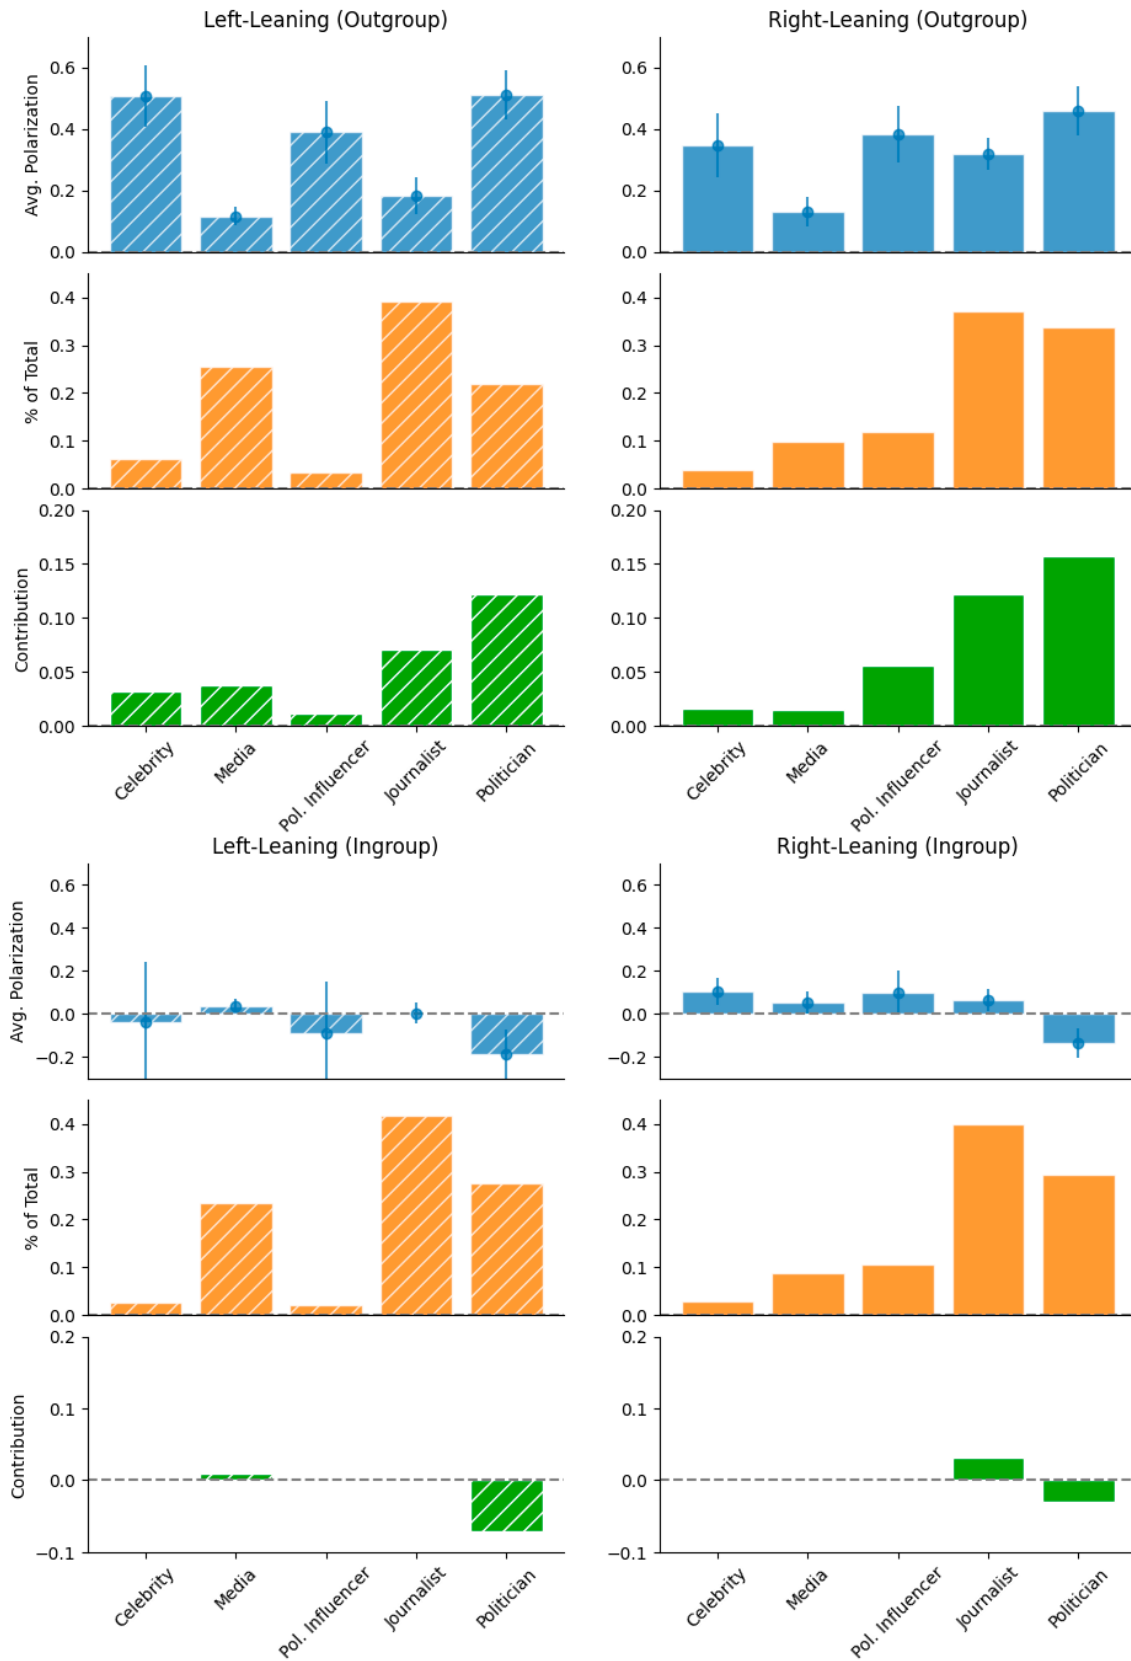 Left-Leaning (Outgroup)
Right-Leaning (Outgroup)
Avg. Polarization
0.6
0.4
0.2
0.0
0.6
0.4
0.2
0.0
% of Total
0.4
0.3
0.2
0.1
0.0
0.4
0.3
0.2
0.1
0.0
Contribution
0.20
0.15
0.10
0.05
0.00
0.20
0.15
0.10
0.05
0.00
Celebrity
Media
Pol. Influencer
Journalist
Politician
Celebrity
Media
Pol. Influencer
Journalist
Politician
Left-Leaning (Ingroup)
Right-Leaning (Ingroup)
Avg. Polarization
0.6
0.4
0.2
0.0
−0.2
0.6
0.4
0.2
0.0
−0.2
% of Total
0.4
0.3
0.2
0.1
0.0
0.4
0.3
0.2
0.1
0.0
Contribution
0.2
0.1
0.0
−0.1
0.2
0.1
0.0
−0.1
Celebrity
Media
Pol. Influencer
Journalist
Politician
Celebrity
Media
Pol. Influencer
Journalist
Politician